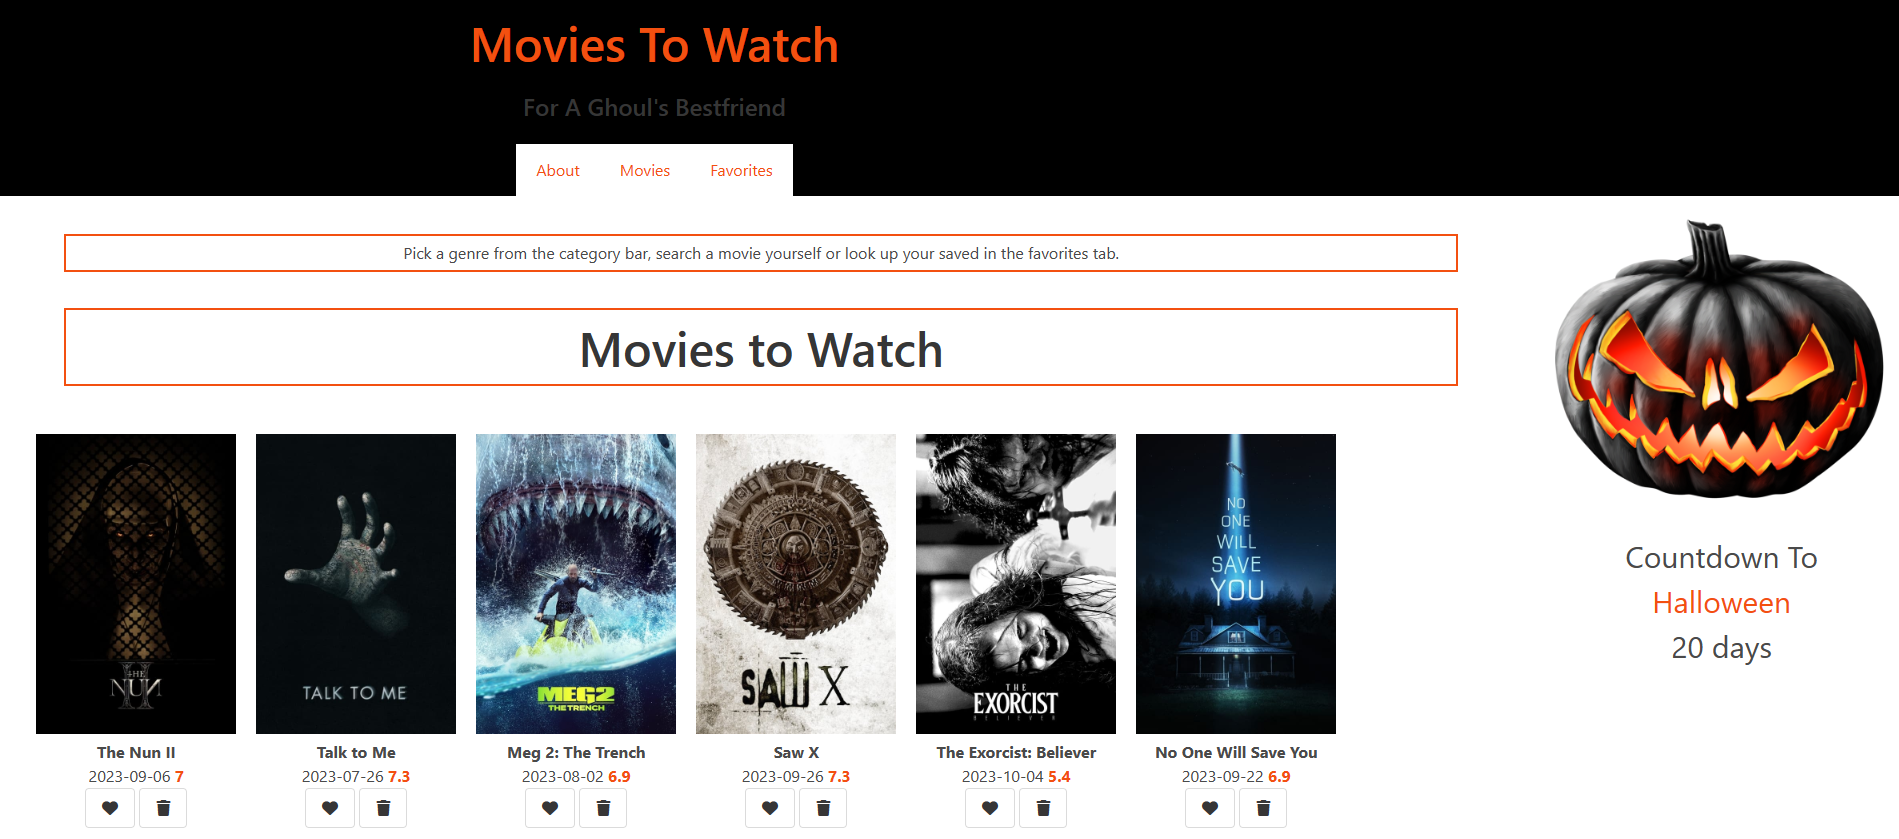 Movies To Watch
For A Ghoul's Bestfriend
About Movies Favorites
Pick a genre from the category bar, search a movie yourself or look up your saved in the favorites tab.
Movies to Watch
THE
NUN
II
TALK TO ME
MEG2
THE TRENCH
SAW X
THE
EXORCIST
BELIEVER
NO
ONE
WILL
SAVE
YOU
The Nun II
2023-09-06 7
Talk to Me
2023-07-26 7.3
Meg 2: The Trench
2023-08-02 6.9
Saw X
2023-09-26 7.3
The Exorcist: Believer
2023-10-04 5.4
No One Will Save You
2023-09-22 6.9
Countdown To
Halloween
20 days